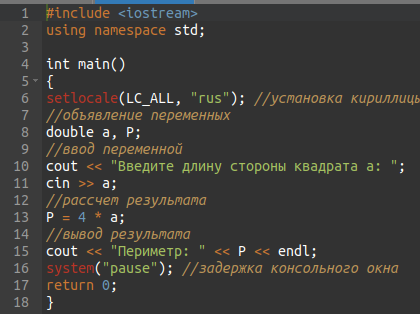 1 #include <iostream>
2 using namespace std;
3
4 int main()
5 {
6 setlocale(LC_ALL, "rus"); //установка кириллицы
7 //объявление переменных
8 double a, P;
9 //ввод переменной
10 cout << "Введите длину стороны квадрата a: ";
11 cin >> a;
12 //рассчет результата
13 P = 4 * a;
14 //вывод результата
15 cout << "Периметр: " << P << endl;
16 system("pause"); //задержка консольного окна
17 return 0;
18 }